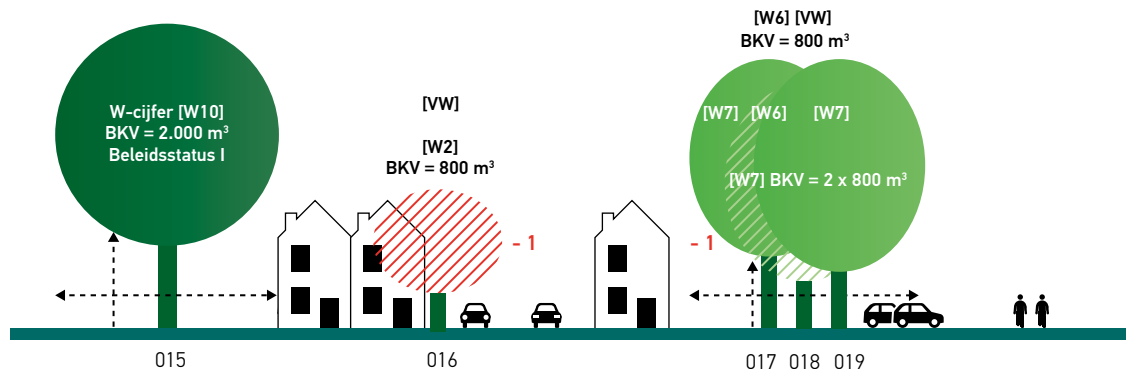 W-cijfer [W10]
BKV = 2.000 m³
Beleidsstatus I
[VW]
[W2]
BKV = 800 m³
- 1
[W6] [VW]
BKV = 800 m³
[W7] [W6] [W7]
[W7] BKV = 2 x 800 m³
- 1
015 016 017 018 019